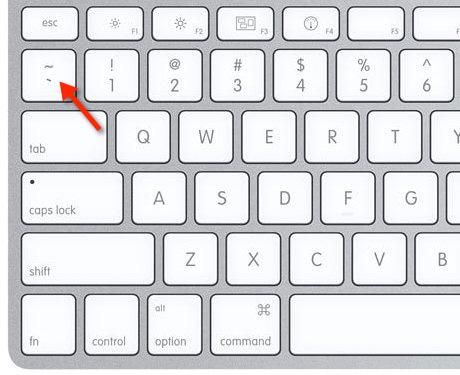 esc F1 F2 F3 F4 F5
~ ! @ # $ % ^
` 1 2 3 4 5 6
tab Q W E R T Y
caps lock A S D F G
shift Z X C V B
alt ⌘
fn control option command